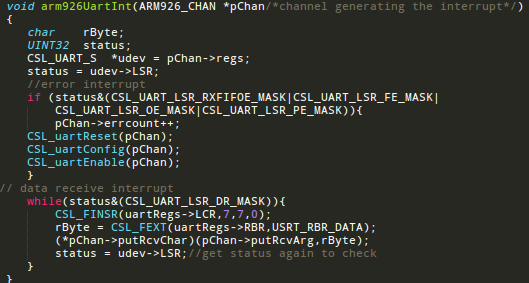 void arm926UartInt(ARM926_CHAN *pChan/*channel generating the interrupt*/)
{
char rByte;
UINT32 status;
CSL_UART_S *udev = pChan->regs;
status = udev->LSR;
//error interrupt
if (status&(CSL_UART_LSR_RXFIFOE_MASK|CSL_UART_LSR_FE_MASK|
CSL_UART_LSR_OE_MASK|CSL_UART_LSR_PE_MASK)){
pChan->errcount++;
CSL_uartReset(pChan);
CSL_uartConfig(pChan);
CSL_uartEnable(pChan);
}
// data receive interrupt
while(status&(CSL_UART_LSR_DR_MASK)){
CSL_FINSR(uartRegs->LCR,7,7,0);
rByte = CSL_FEXT(uartRegs->RBR,USRT_RBR_DATA);
(*pChan->putRcvChar)(pChan->putRcvArg,rByte);
status = udev->LSR;//get status again to check
}
}